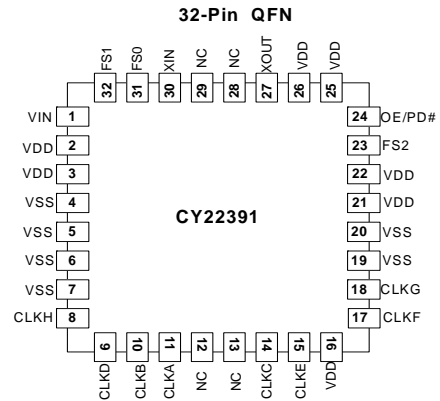 32-Pin QFN
FS1
FS0
XIN
NC
NC
XOUT
VDD
VDD
32
31
30
29
28
27
26
25
VIN 1
VDD 2
VDD 3
VSS 4
VSS 5
VSS 6
VSS 7
CLKH 8
CY22391
24 OE/PD#
23 FS2
22 VDD
21 VDD
20 VSS
19 VSS
18 CLKG
17 CLKF
9
10
11
12
13
14
15
16
CLKD
CLKB
CLKA
NC
NC
CLKC
CLKE
VDD